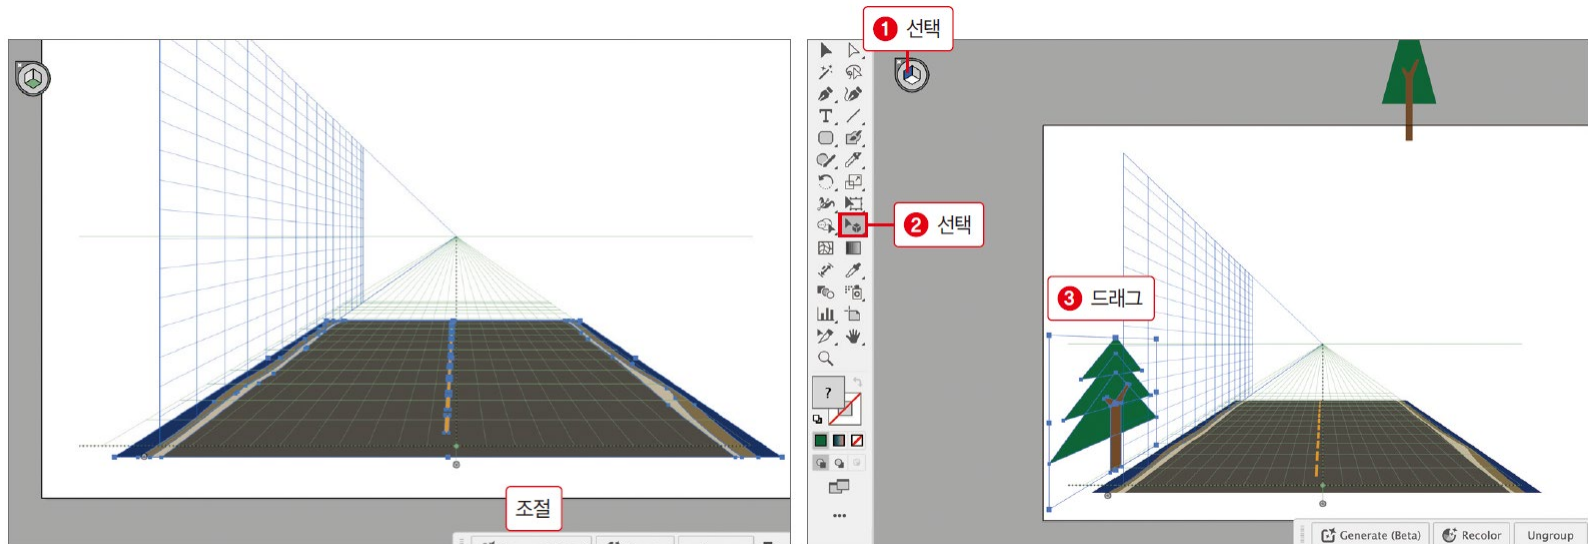 조절
1 선택
2 선택
3 드래그
T
?
Generate (Beta)
Recolor
Ungroup